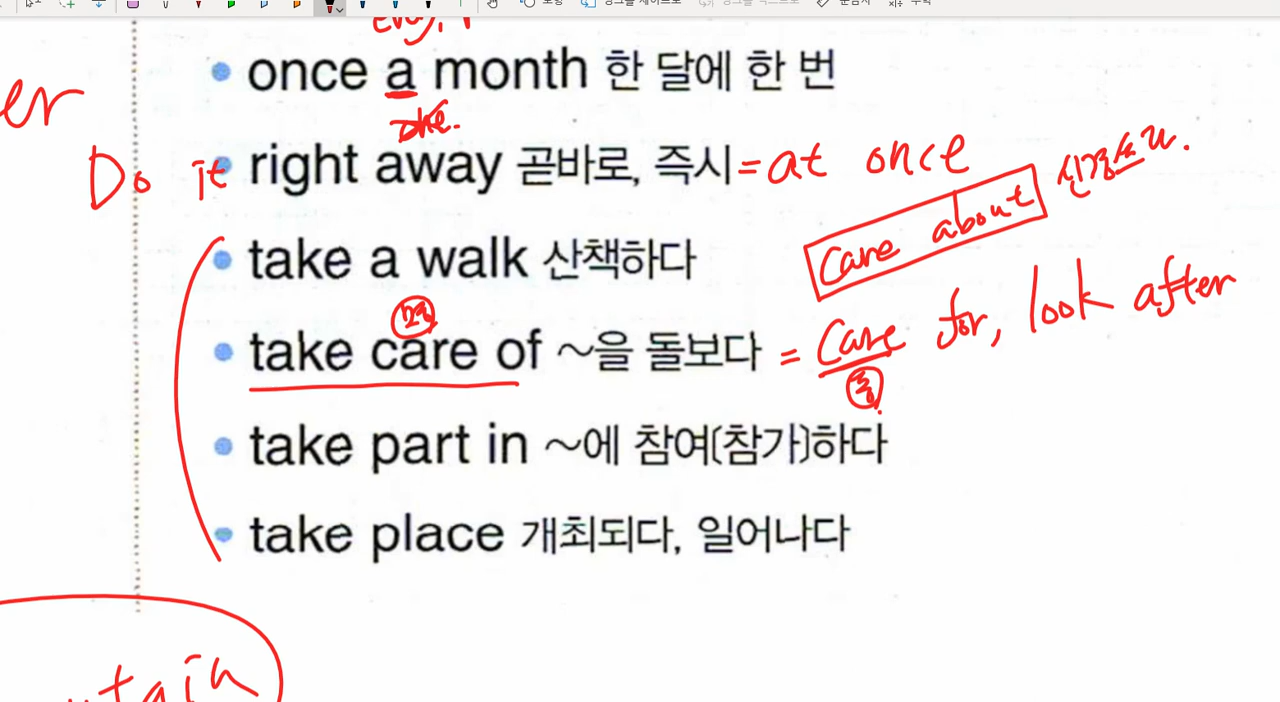 once a month 한 달에 한 번
one.
er
Do it right away 곧바로, 즉시 = at once
care about 신경쓰다.
take a walk 산책하다
take care of ~을 돌보다 = care for, look after
take part in ~에 참여(참가)하다
take place 개최되다, 일어나다